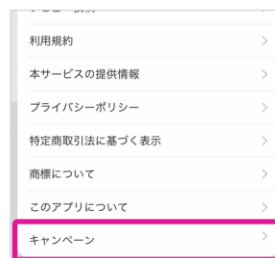 利用規約
本サービスの提供情報
プライバシーポリシー
特定商取引法に基づく表示
商標について
このアプリについて
キャンペーン